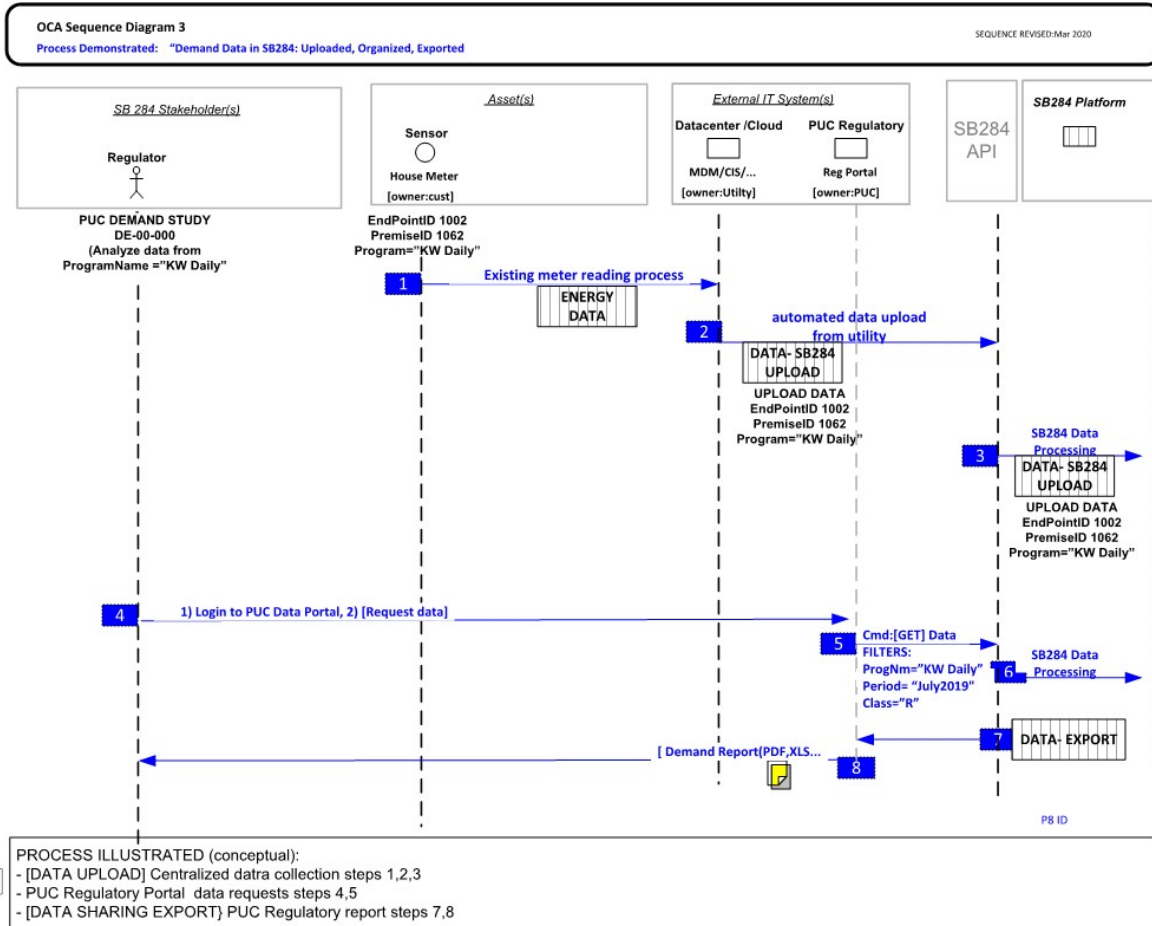 OCA Sequence Diagram 3
SEQUENCE REVISED:Mar 2020
Process Demonstrated: “Demand Data in SB284: Uploaded, Organized, Exported
SB 284 Stakeholder(s)
Regulator
PUC DEMAND STUDY
DE-00-000
(Analyze data from
ProgramName =”KW Daily”
Asset(s)
Sensor
House Meter
[owner:cust]
EndPointID 1002
PremiseID 1062
Program=”KW Daily”
External IT System(s)
Datacenter /Cloud
MDM/CIS/...
[owner:Utilty]
PUC Regulatory
Reg Portal
[owner:PUC]
SB284
API
SB284 Platform
1
Existing meter reading process
ENERGY
DATA
2
automated data upload
from utility
DATA- SB284
UPLOAD
UPLOAD DATA
EndPointID 1002
PremiseID 1062
Program=”KW Daily”
3
SB284 Data
Processing
DATA- SB284
UPLOAD
UPLOAD DATA
EndPointID 1002
PremiseID 1062
Program=”KW Daily”
4
1) Login to PUC Data Portal, 2) [Request data]
5
Cmd:[GET] Data
FILTERS:
ProgNm=”KW Daily”
Period= “July2019”
Class=”R”
6
SB284 Data
Processing
7
DATA- EXPORT
8
[ Demand Report(PDF,XLS...
P8 ID
PROCESS ILLUSTRATED (conceptual):
- [DATA UPLOAD] Centralized datra collection steps 1,2,3
- PUC Regulatory Portal  data requests steps 4,5
- [DATA SHARING EXPORT} PUC Regulatory report steps 7,8